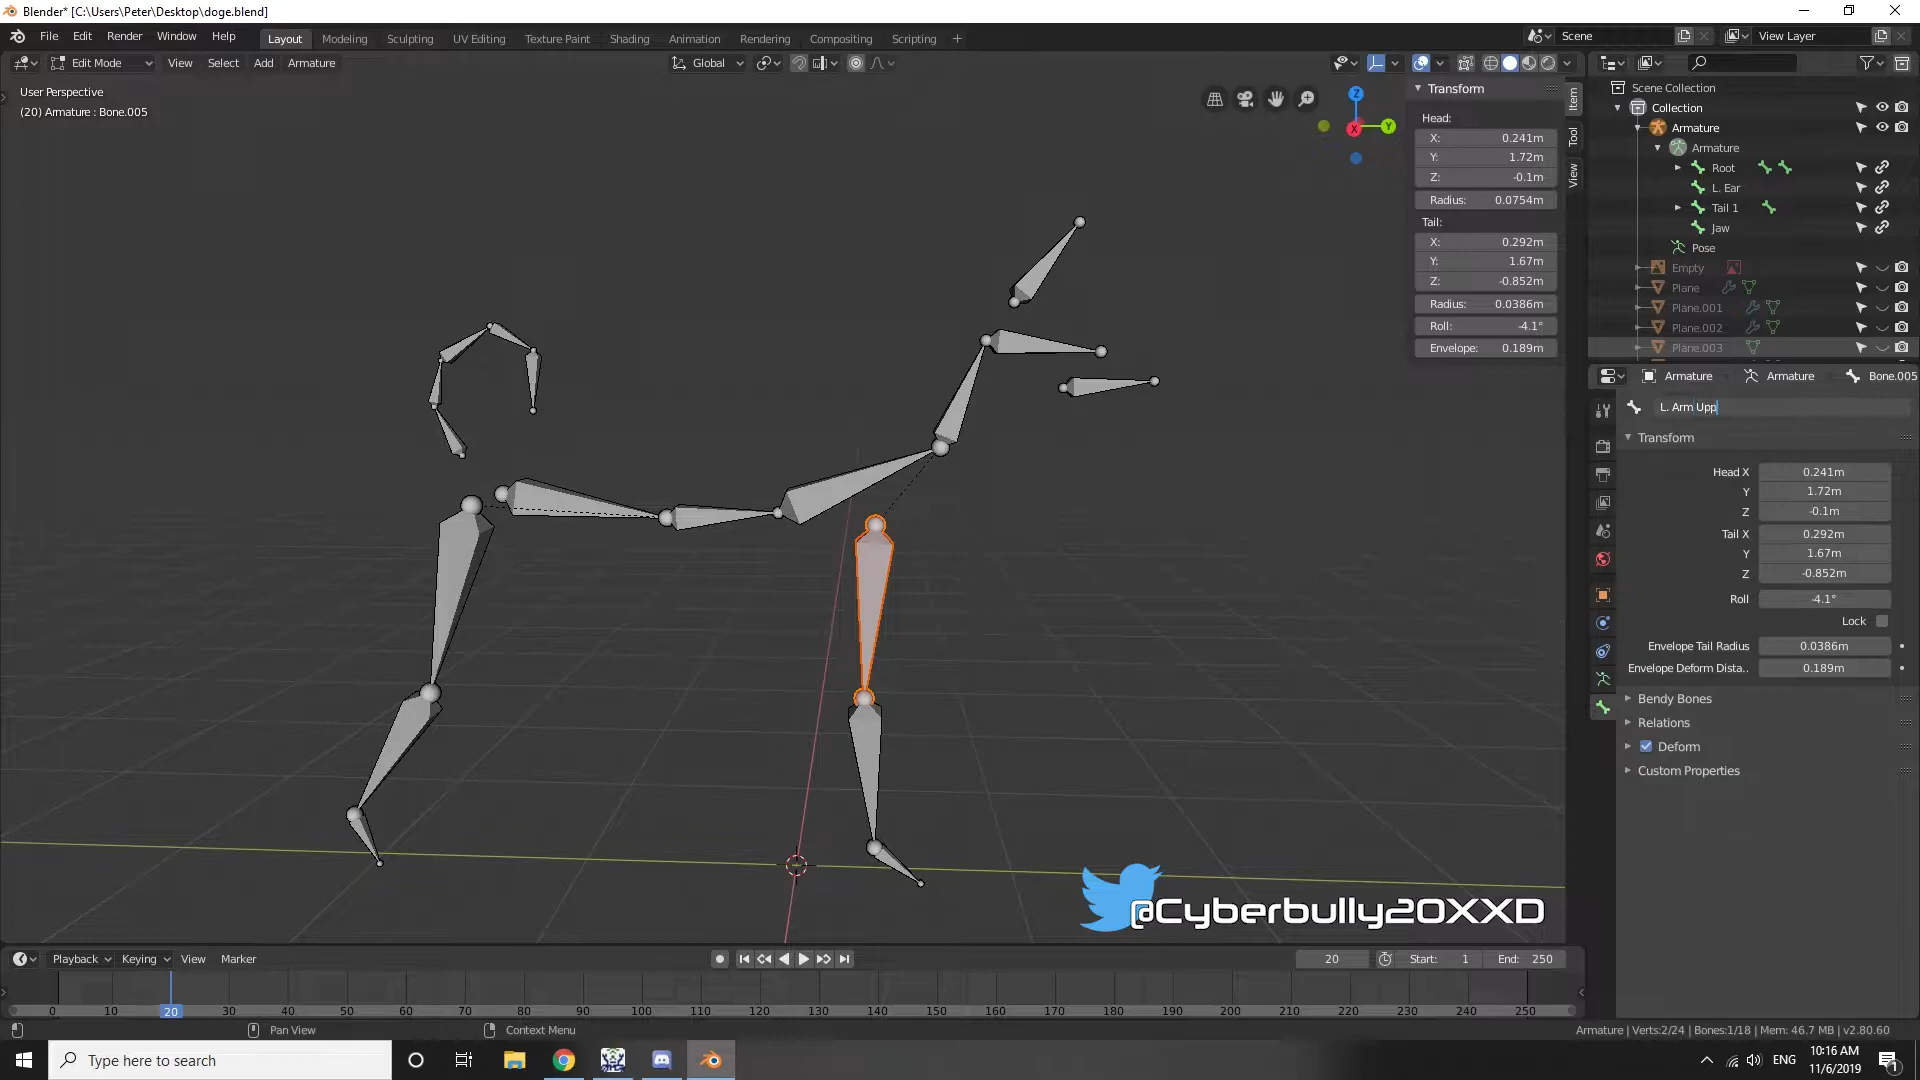 Blender* [C:\Users\Peter\Desktop\doge.blend]
File Edit Render Window Help Layout Modeling Sculpting UV Editing Texture Paint Shading Animation Rendering Compositing Scripting + Scene View Layer
Edit Mode View Select Add Armature Global
User Perspective
(20) Armature : Bone.005
X Y Z
Transform
Head:
X: 0.241m
Y: 1.72m
Z: -0.1m
Radius: 0.0754m
Tail:
X: 0.292m
Y: 1.67m
Z: -0.852m
Radius: 0.0386m
Roll: -4.1°
Envelope: 0.189m
Item
Tool
View
Scene Collection
Collection
Armature
Armature
Root
L. Ear
Tail 1
Jaw
Pose
Empty
Plane
Plane.001
Plane.002
Plane.003
Armature Armature Bone.005
L. Arm Upp
Transform
Head X 0.241m
Y 1.72m
Z -0.1m
Tail X 0.292m
Y 1.67m
Z -0.852m
Roll -4.1°
Lock
Envelope Tail Radius 0.0386m
Envelope Deform Dista.. 0.189m
Bendy Bones
Relations
Deform
Custom Properties
@Cyberbully20XXD
Playback Keying View Marker 20 Start: 1 End: 250
0 10 20 30 40 50 60 70 80 90 100 110 120 130 140 150 160 170 180 190 200 210 220 230 240 250
Pan View Context Menu Armature | Verts:2/24 | Bones:1/18 | Mem: 46.7 MB | v2.80.60
Type here to search
ENG
10:16 AM
11/6/2019
1